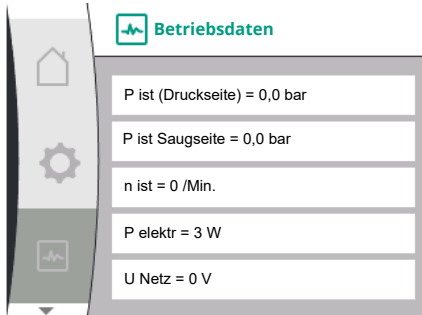 Betriebsdaten
P ist (Druckseite) = 0,0 bar
P ist Saugseite = 0,0 bar
n ist = 0 /Min.
P elektr = 3 W
U Netz = 0 V